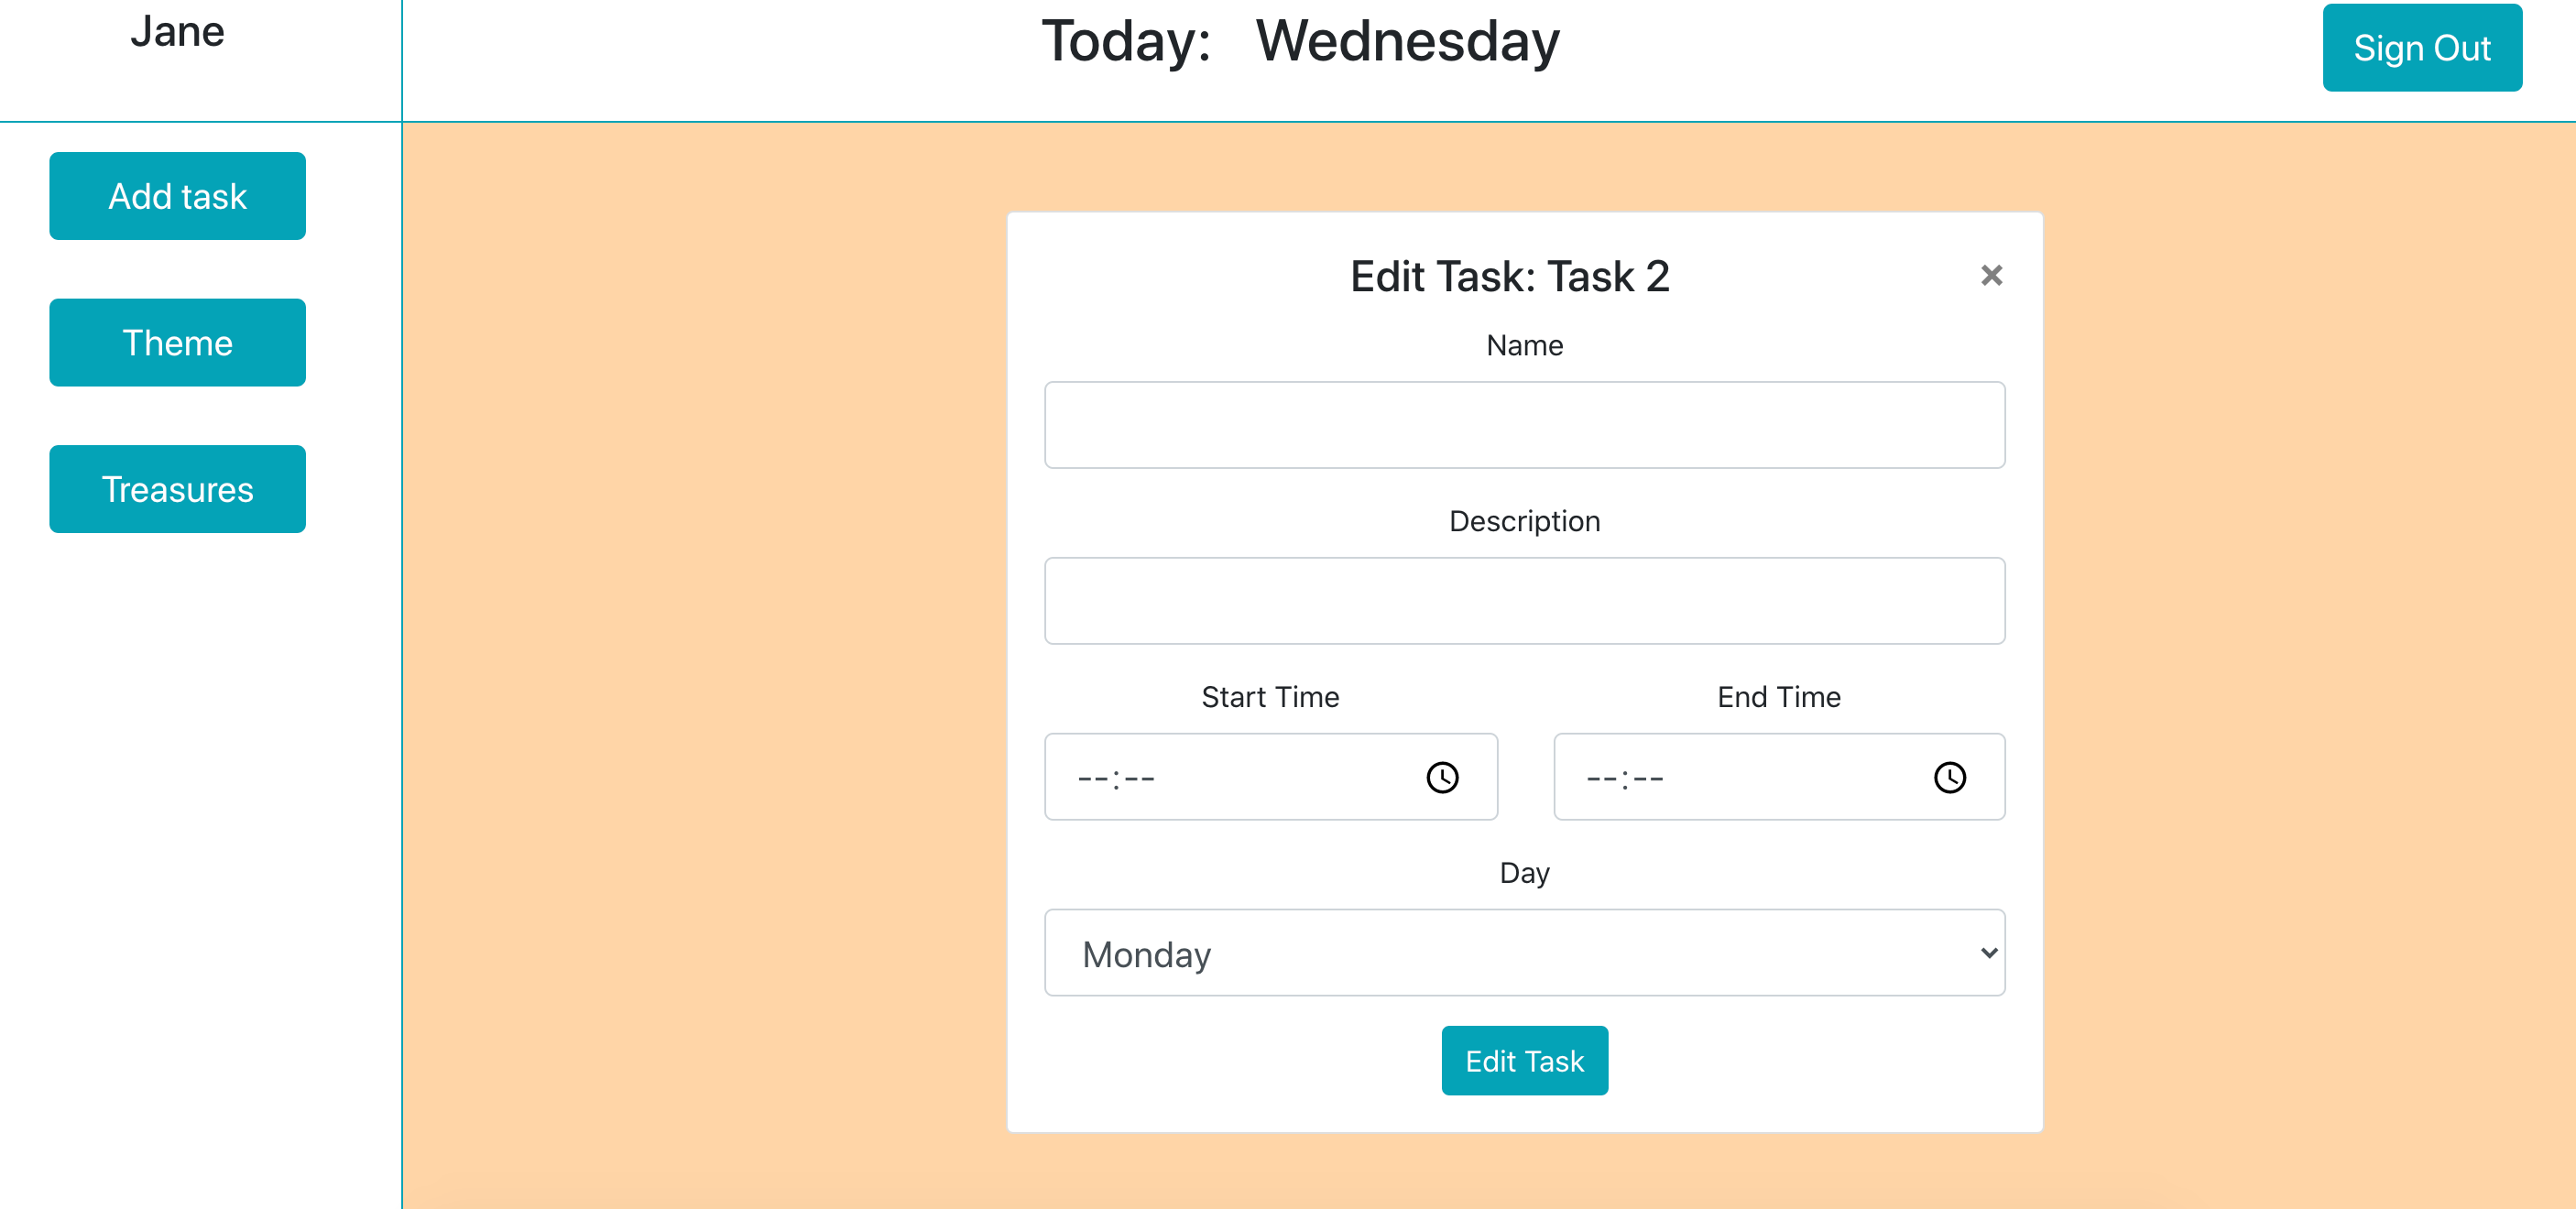 Jane
Today: Wednesday
Sign Out
Add task
Theme
Treasures
Edit Task: Task 2
×
Name
Description
Start Time
End Time
--:--
--:--
Day
Monday
Edit Task